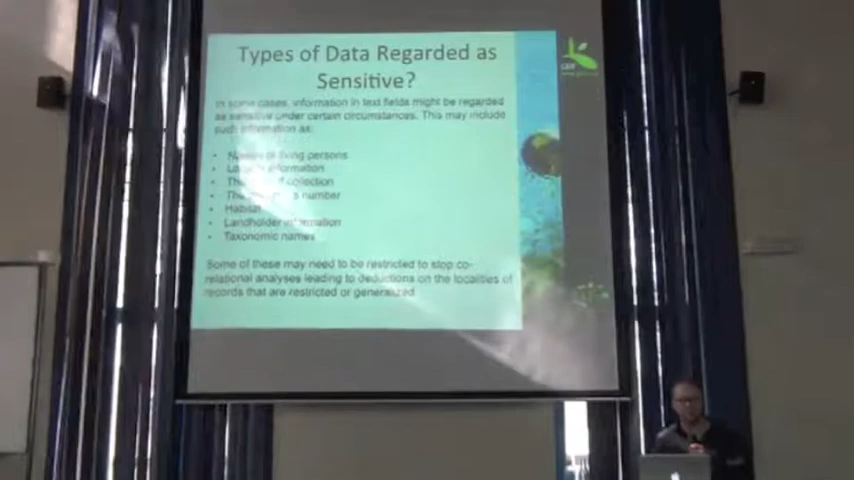 Types of Data Regarded as
Sensitive?
In some cases, information in text fields might be regarded
as sensitive under certain circumstances. This may include
such information as:
• Names of living persons
• Locality information
• The date of collection
• The number
• Habitat
• Landholder information
• Taxonomic names
Some of these may need to be restricted to stop co-
relational analyses leading to deductions on the localities of
records that are restricted or generalized